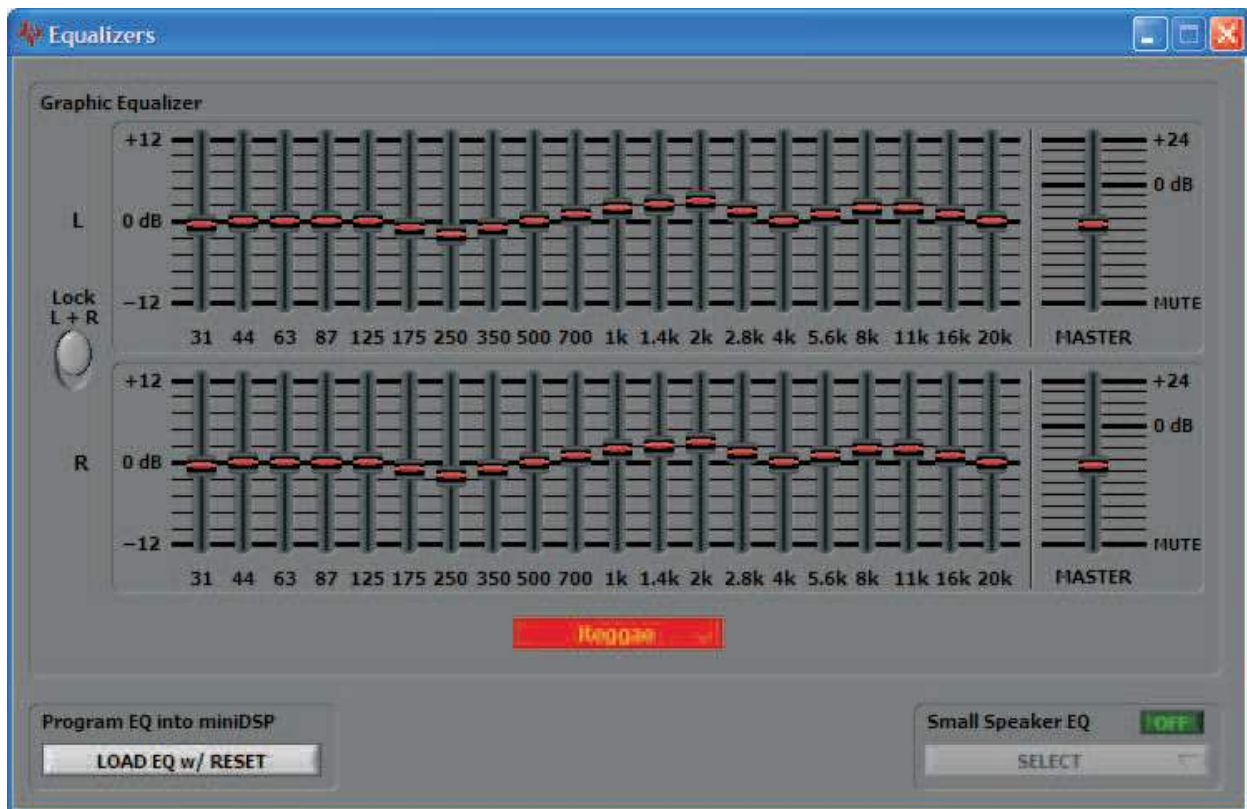 Equalizers
Graphic Equalizer
+12
0 dB
−12
L
+24
0 dB
MUTE
31 44 63 87 125 175 250 350 500 700 1k 1.4k 2k 2.8k 4k 5.6k 8k 11k 16k 20k MASTER
Lock
L + R
+12
0 dB
−12
R
+24
0 dB
MUTE
31 44 63 87 125 175 250 350 500 700 1k 1.4k 2k 2.8k 4k 5.6k 8k 11k 16k 20k MASTER
Reggae
Program EQ into miniDSP
LOAD EQ w/ RESET
Small Speaker EQ OFF
SELECT